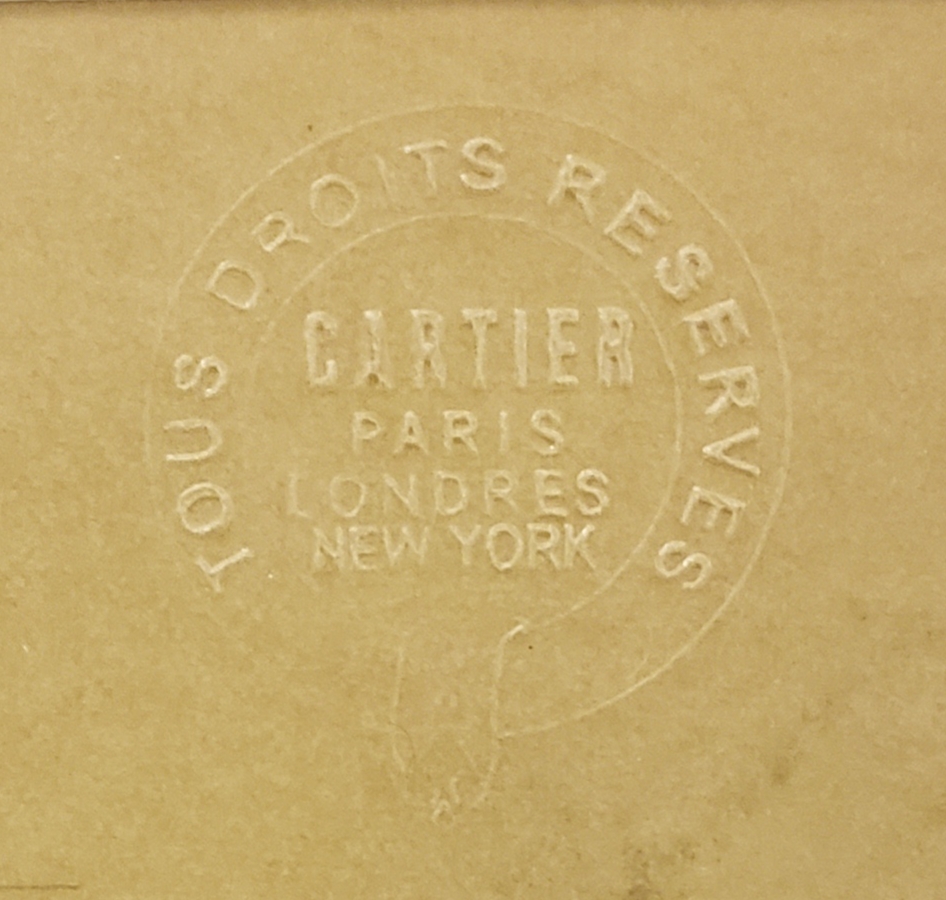 TOUS DROITS RESERVES
CARTIER
PARIS
LONDRES
NEW YORK